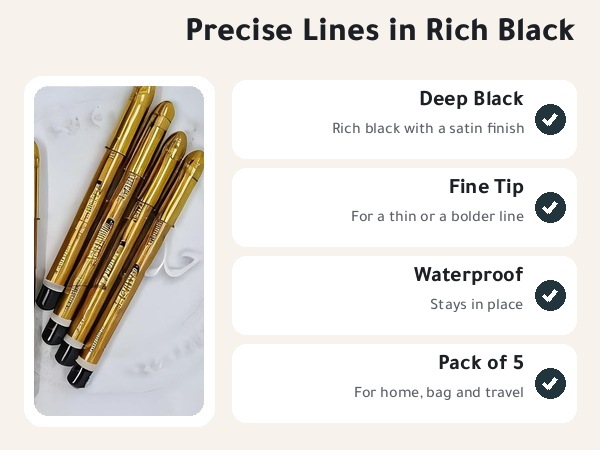 Precise Lines in Rich Black
Deep Black
Rich black with a satin finish
Fine Tip
For a thin or a bolder line
Waterproof
Stays in place
Pack of 5
For home, bag and travel